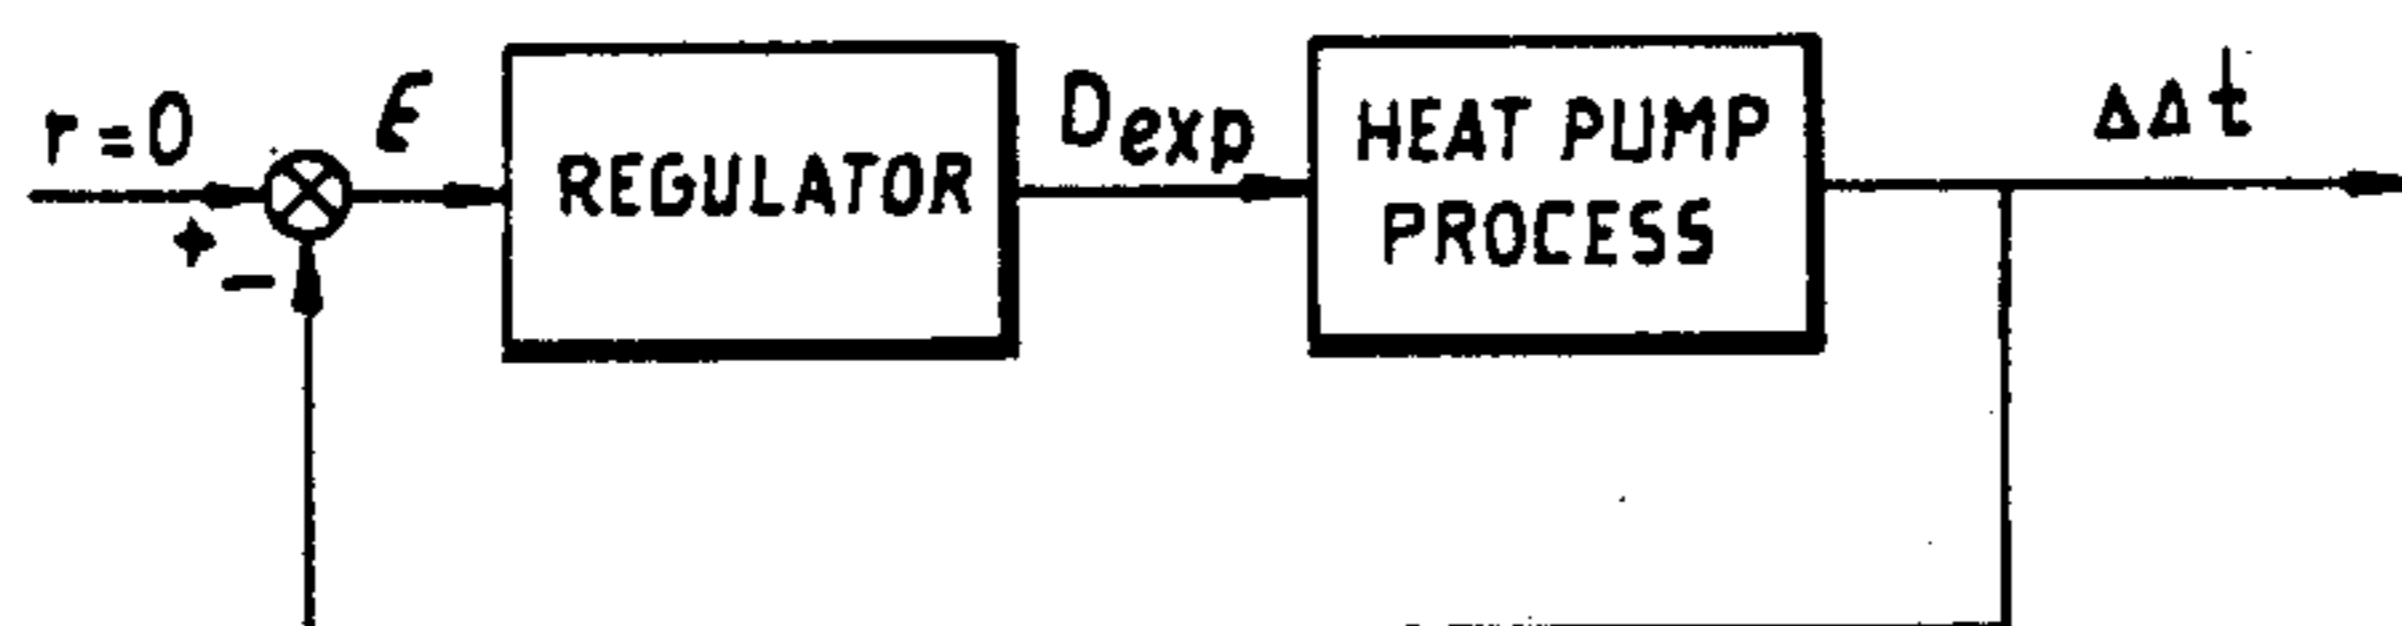 r=0
+
-
ε
REGULATOR
Dexp
HEAT PUMP
PROCESS
ΔΔt